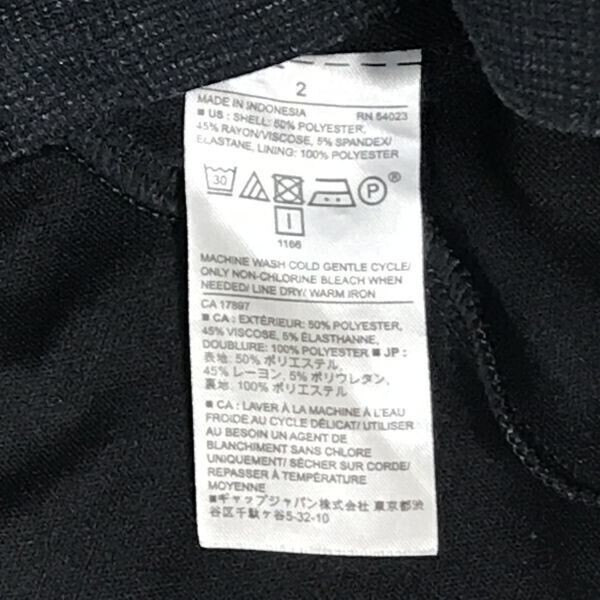 2
MADE IN INDONESIA RN 54023
■ US : SHELL: 50% POLYESTER,
45% RAYON/VISCOSE, 5% SPANDEX/
ELASTANE, LINING: 100% POLYESTER
30 P ®
I
1166
MACHINE WASH COLD GENTLE CYCLE/
ONLY NON-CHLORINE BLEACH WHEN
NEEDED/ LINE DRY/ WARM IRON
CA 17897
■ CA : EXTÉRIEUR: 50% POLYESTER,
45% VISCOSE, 5% ÉLASTHANNE,
DOUBLURE: 100% POLYESTER ■ JP :
表地: 50% ポリエステル,
45% レーヨン, 5% ポリウレタン,
裏地: 100% ポリエステル
■ CA : LAVER À LA MACHINE À L'EAU
FROIDE AU CYCLE DÉLICAT/ UTILISER
AU BESOIN UN AGENT DE
BLANCHIMENT SANS CHLORE
UNIQUEMENT/ SÉCHER SUR CORDE/
REPASSER À TEMPÉRATURE
MOYENNE
■ギャップジャパン株式会社 東京都渋
谷区千駄ヶ谷5-32-10